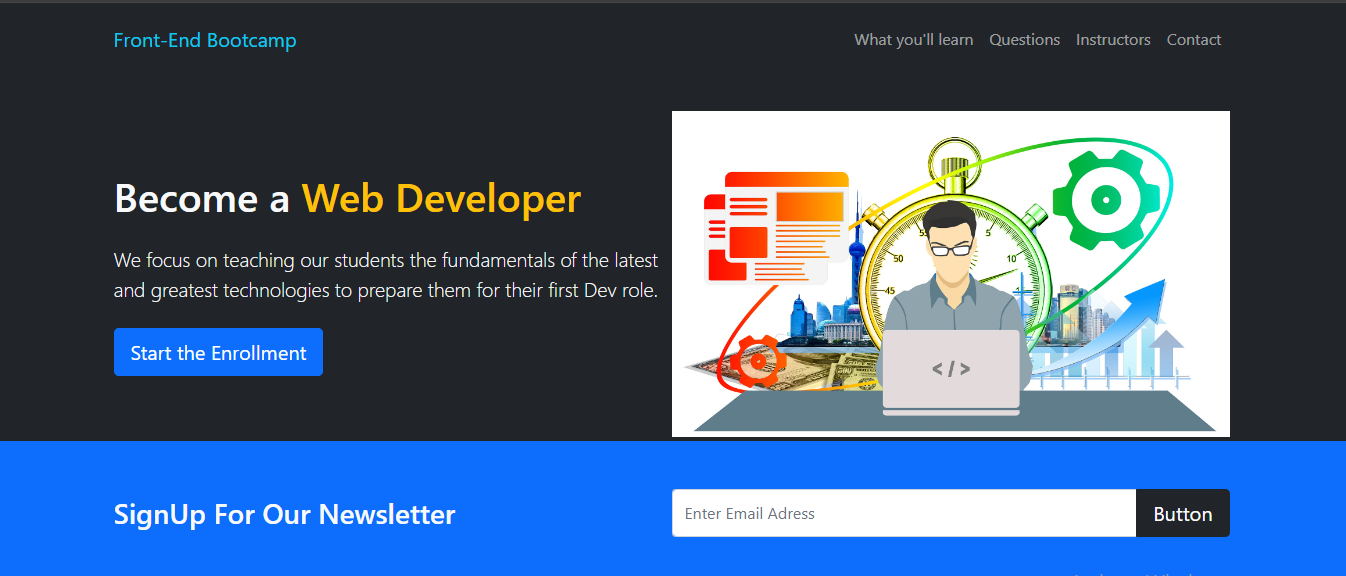 Front-End Bootcamp
What you'll learn Questions Instructors Contact
Become a Web Developer
We focus on teaching our students the fundamentals of the latest
and greatest technologies to prepare them for their first Dev role.
Start the Enrollment
5
50
10
45
</>
SignUp For Our Newsletter
Enter Email Adress
Button